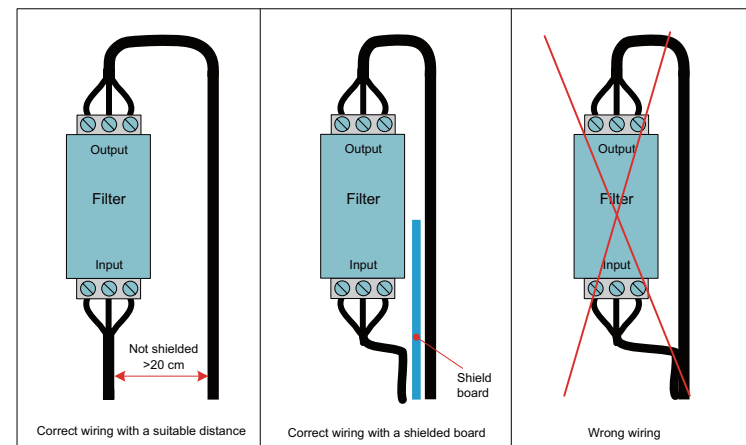 Output
Filter
Input
Not shielded
>20 cm
Correct wiring with a suitable distance
Output
Filter
Input
Shield
board
Correct wiring with a shielded board
Output
Filter
Input
Wrong wiring